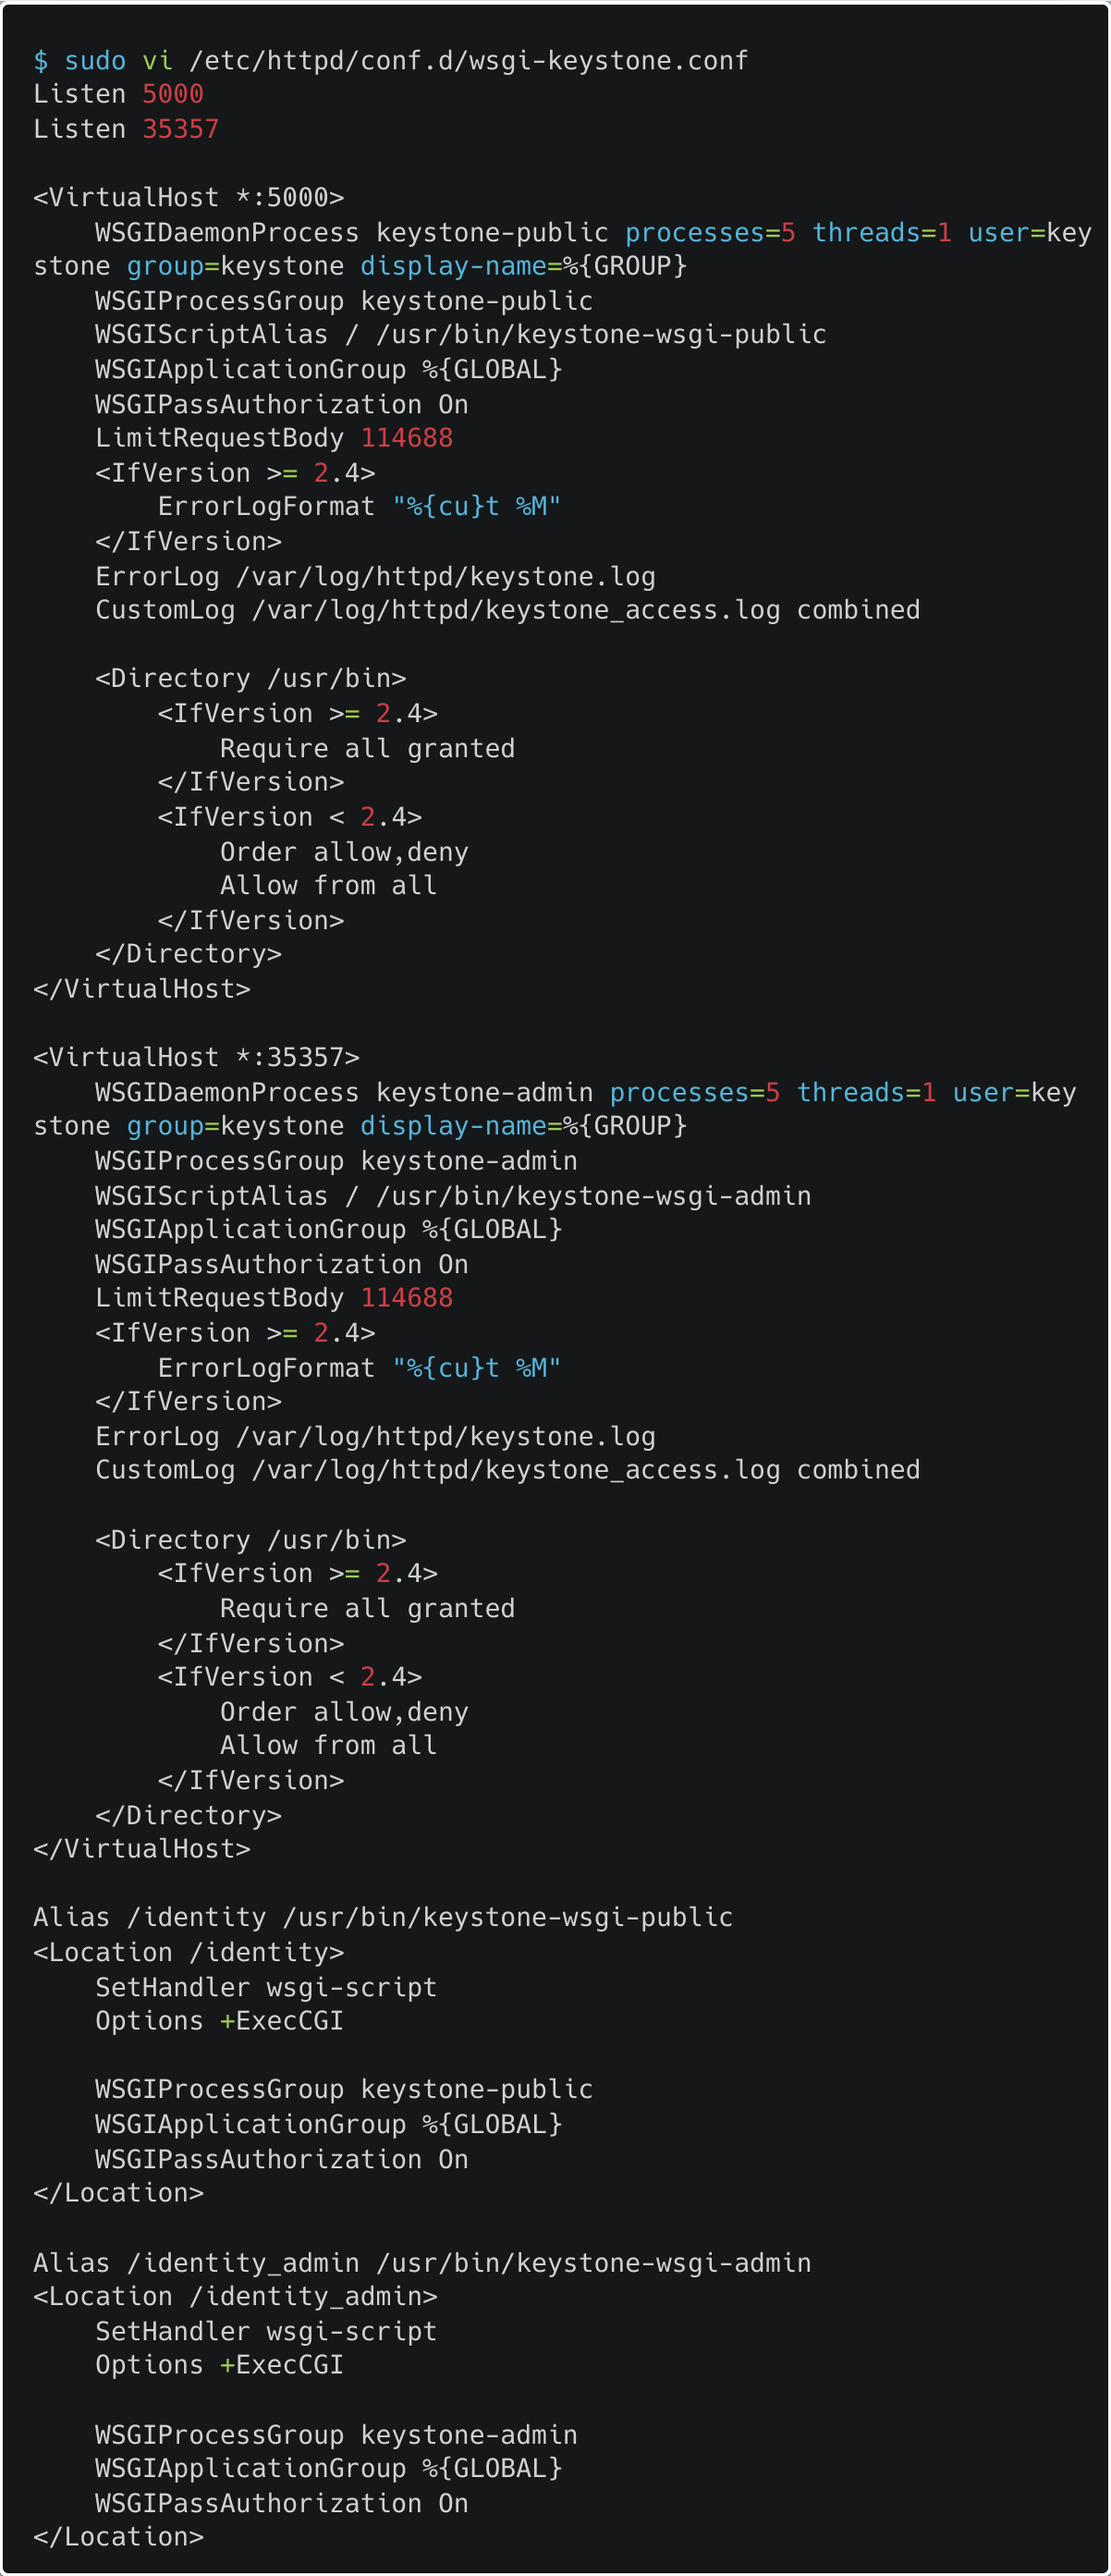 $ sudo vi /etc/httpd/conf.d/wsgi-keystone.conf
Listen 5000
Listen 35357

<VirtualHost *:5000>
    WSGIDaemonProcess keystone-public processes=5 threads=1 user=key
stone group=keystone display-name=%{GROUP}
    WSGIProcessGroup keystone-public
    WSGIScriptAlias / /usr/bin/keystone-wsgi-public
    WSGIApplicationGroup %{GLOBAL}
    WSGIPassAuthorization On
    LimitRequestBody 114688
    <IfVersion >= 2.4>
        ErrorLogFormat "%{cu}t %M"
    </IfVersion>
    ErrorLog /var/log/httpd/keystone.log
    CustomLog /var/log/httpd/keystone_access.log combined

    <Directory /usr/bin>
        <IfVersion >= 2.4>
            Require all granted
        </IfVersion>
        <IfVersion < 2.4>
            Order allow,deny
            Allow from all
        </IfVersion>
    </Directory>
</VirtualHost>

<VirtualHost *:35357>
    WSGIDaemonProcess keystone-admin processes=5 threads=1 user=key
stone group=keystone display-name=%{GROUP}
    WSGIProcessGroup keystone-admin
    WSGIScriptAlias / /usr/bin/keystone-wsgi-admin
    WSGIApplicationGroup %{GLOBAL}
    WSGIPassAuthorization On
    LimitRequestBody 114688
    <IfVersion >= 2.4>
        ErrorLogFormat "%{cu}t %M"
    </IfVersion>
    ErrorLog /var/log/httpd/keystone.log
    CustomLog /var/log/httpd/keystone_access.log combined

    <Directory /usr/bin>
        <IfVersion >= 2.4>
            Require all granted
        </IfVersion>
        <IfVersion < 2.4>
            Order allow,deny
            Allow from all
        </IfVersion>
    </Directory>
</VirtualHost>

Alias /identity /usr/bin/keystone-wsgi-public
<Location /identity>
    SetHandler wsgi-script
    Options +ExecCGI

    WSGIProcessGroup keystone-public
    WSGIApplicationGroup %{GLOBAL}
    WSGIPassAuthorization On
</Location>

Alias /identity_admin /usr/bin/keystone-wsgi-admin
<Location /identity_admin>
    SetHandler wsgi-script
    Options +ExecCGI

    WSGIProcessGroup keystone-admin
    WSGIApplicationGroup %{GLOBAL}
    WSGIPassAuthorization On
</Location>